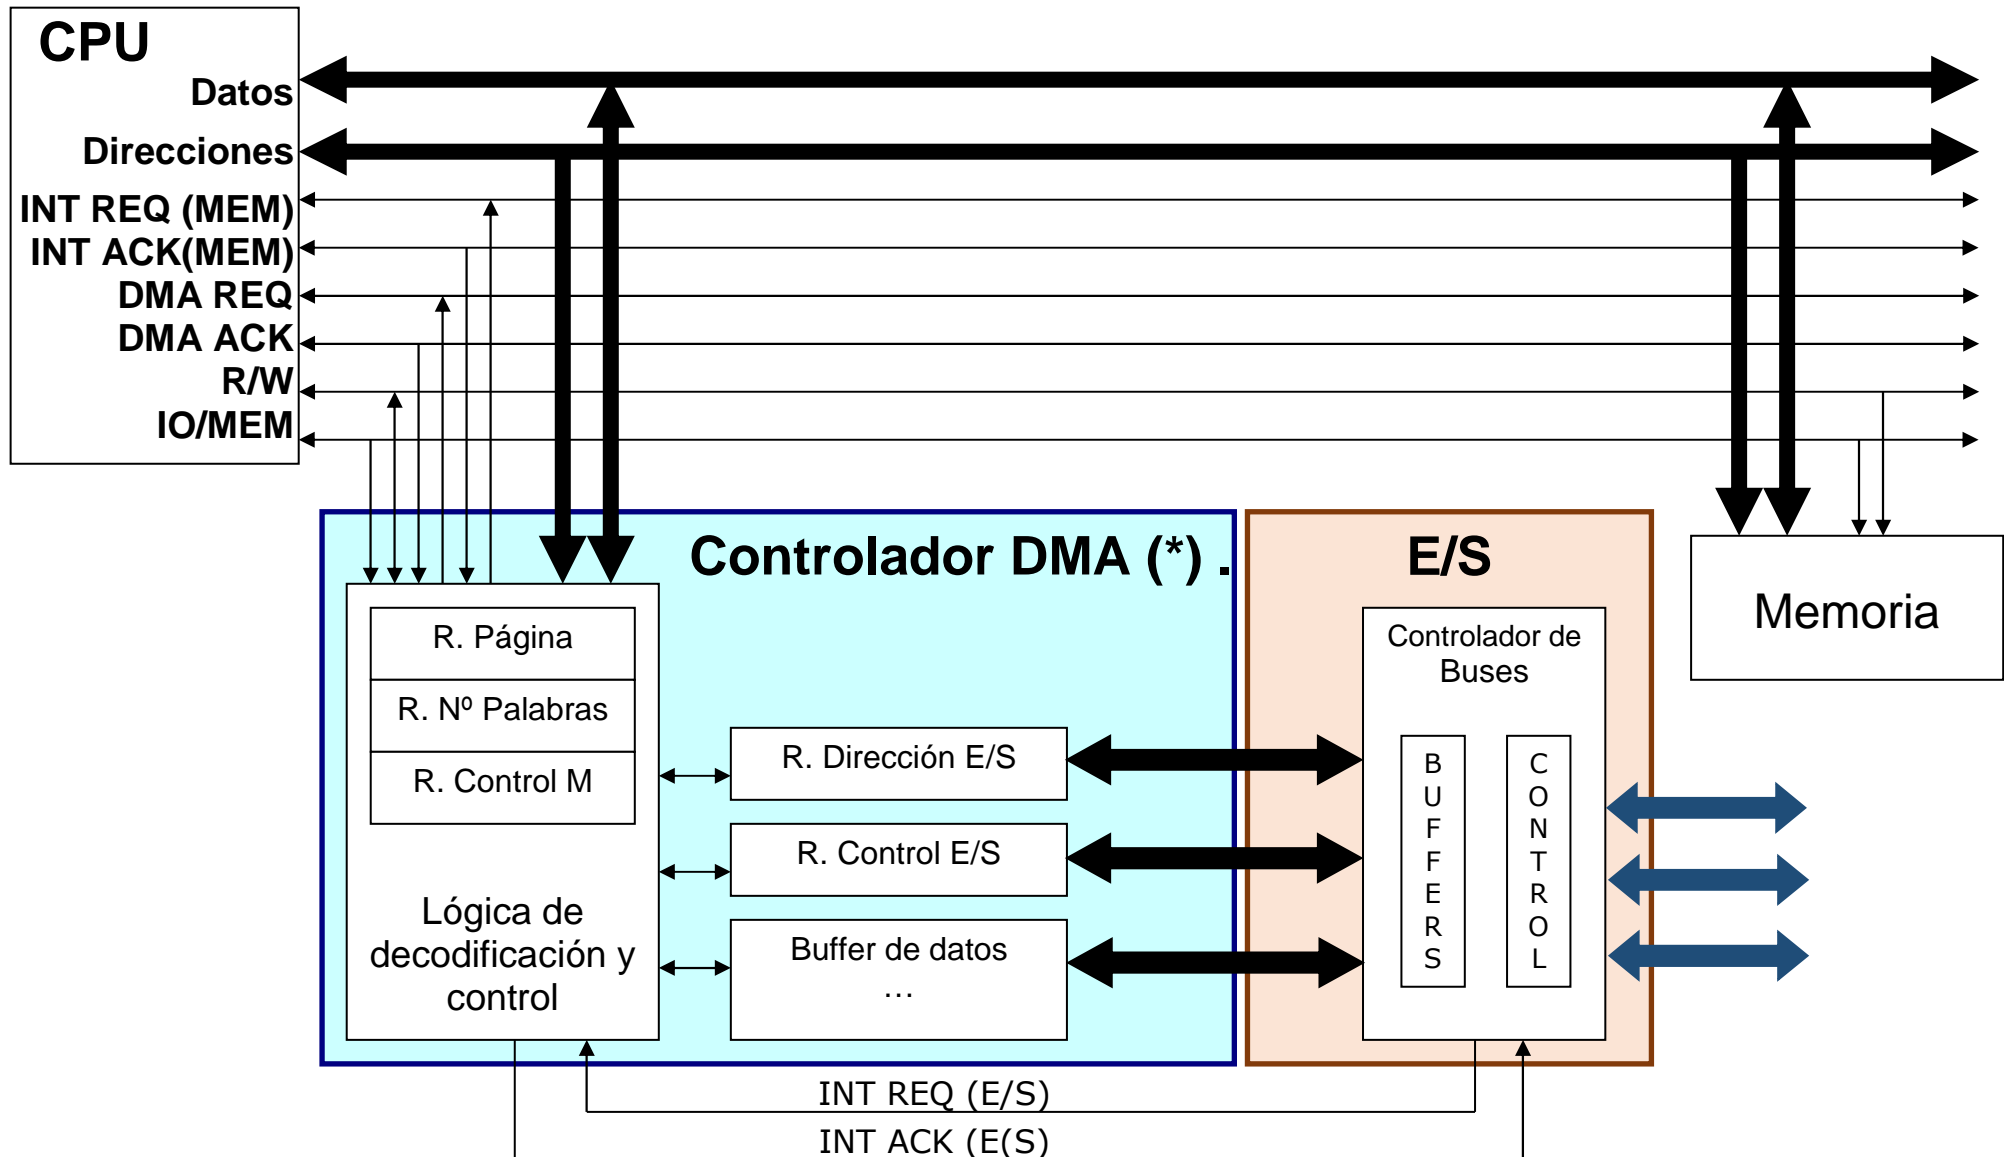 CPU
Datos
Direcciones
INT REQ (MEM)
INT ACK(MEM)
DMA REQ
DMA ACK
R/W
IO/MEM
Controlador DMA (*) .
E/S
Memoria
R. Página
R. Nº Palabras
R. Control M
Lógica de
decodificación y
control
R. Dirección E/S
R. Control E/S
Buffer de datos
…
Controlador de
Buses
BUFFERS
CONTROL
INT REQ (E/S)
INT ACK (E(S)